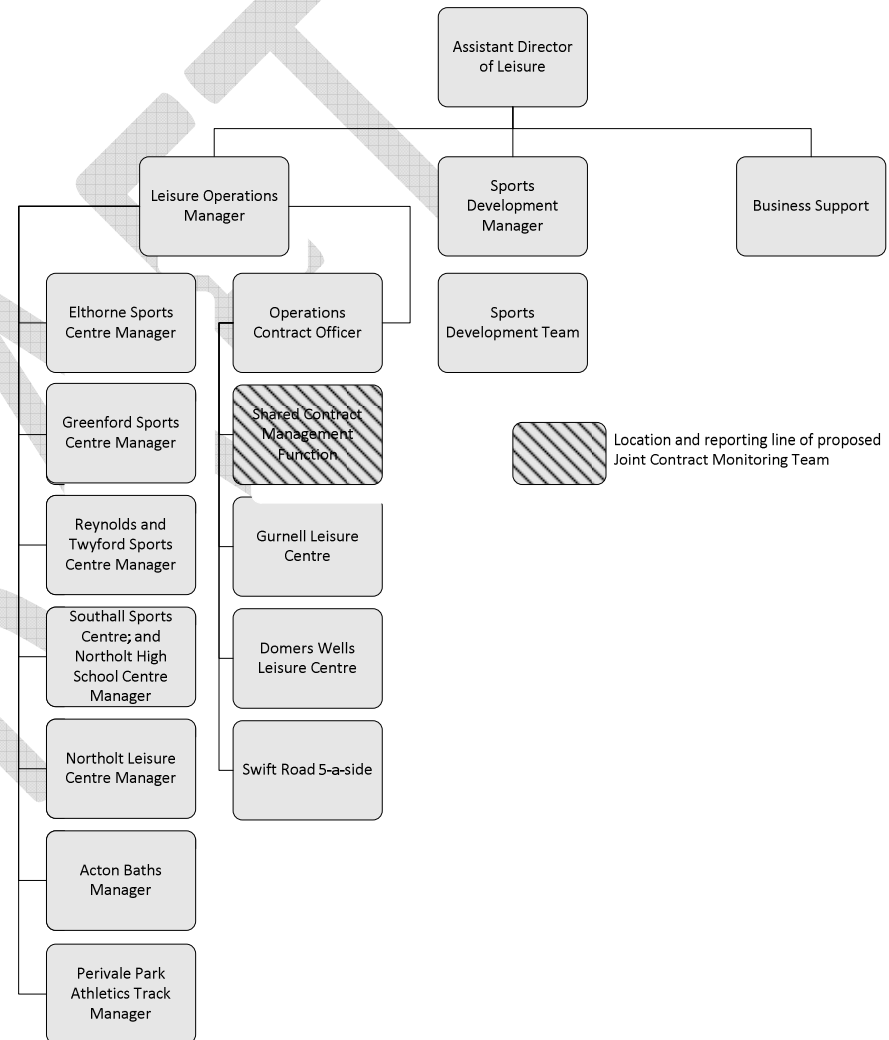 Assistant Director
of Leisure
Leisure Operations
Manager
Sports
Development
Manager
Business Support
Elthorne Sports
Centre Manager
Operations
Contract Officer
Sports
Development Team
Greenford Sports
Centre Manager
Shared Contract
Management
Function
Location and reporting line of proposed
Joint Contract Monitoring Team
Reynolds and
Twyford Sports
Centre Manager
Gurnell Leisure
Centre
Southall Sports
Centre; and
Northolt High
School Centre
Manager
Domers Wells
Leisure Centre
Northolt Leisure
Centre Manager
Swift Road 5-a-side
Acton Baths
Manager
Perivale Park
Athletics Track
Manager